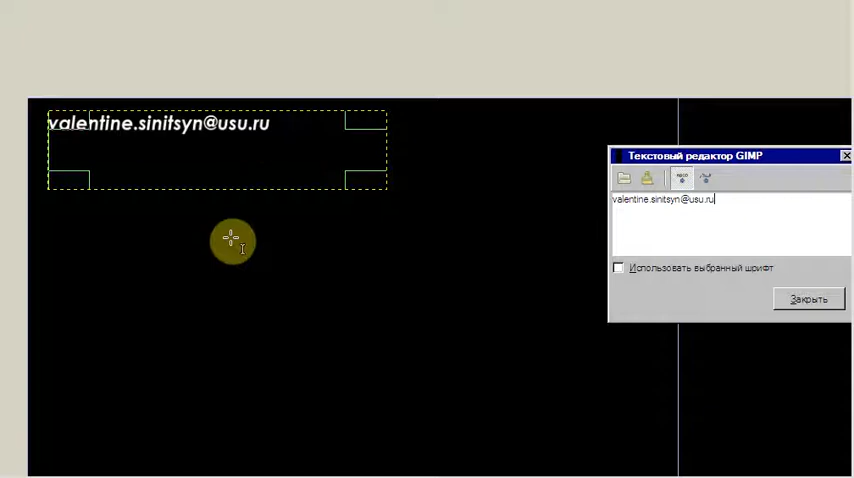 valentine.sinitsyn@usu.ru
Текстовый редактор GIMP
valentine.sinitsyn@usu.ru
Использовать выбранный шрифт
Закрыть